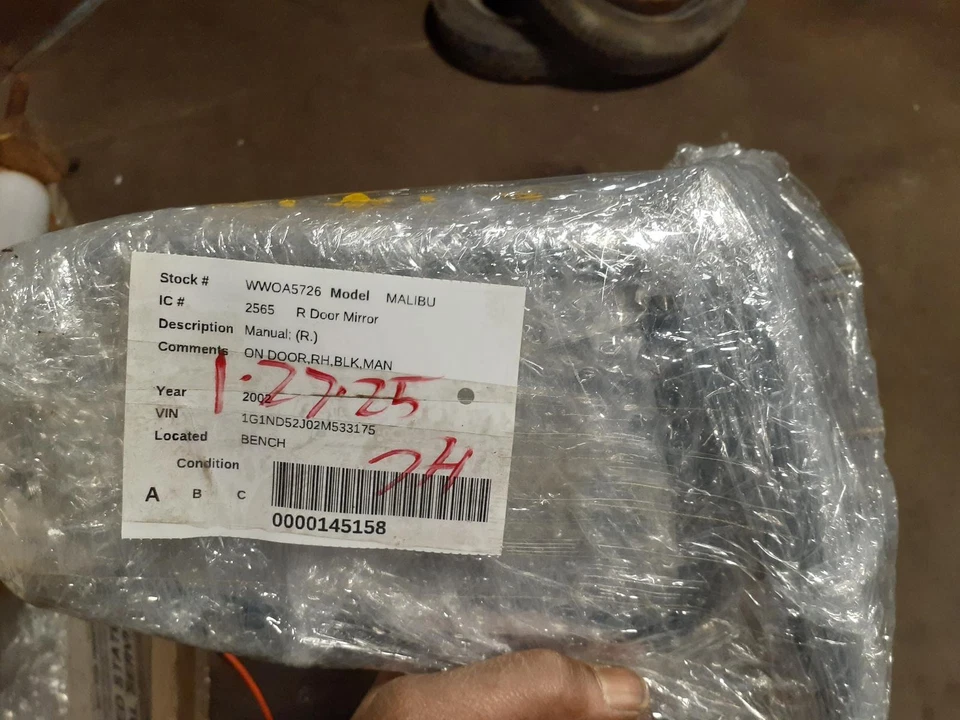 Stock # WWOA5726 Model MALIBU
IC # 2565 R Door Mirror
Description Manual; (R.)
Comments ON DOOR,RH,BLK,MAN
1.27.25
Year 2002
VIN 1G1ND52J02M533175
Located BENCH
Condition
A B C
0000145158